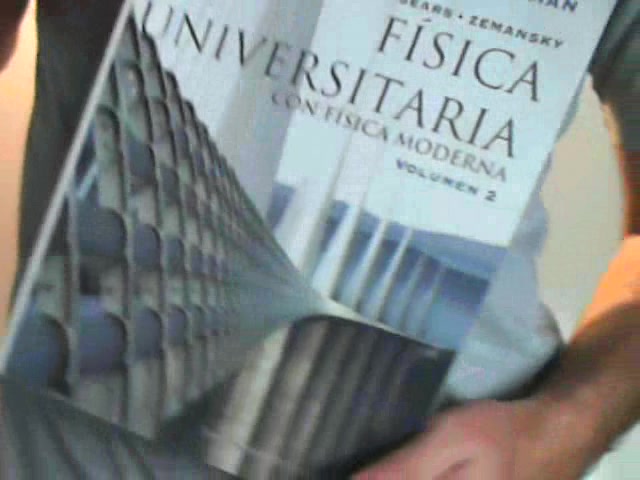 SEARS • ZEMANSKY
FÍSICA
UNIVERSITARIA
CON FÍSICA MODERNA
VOLUMEN 2